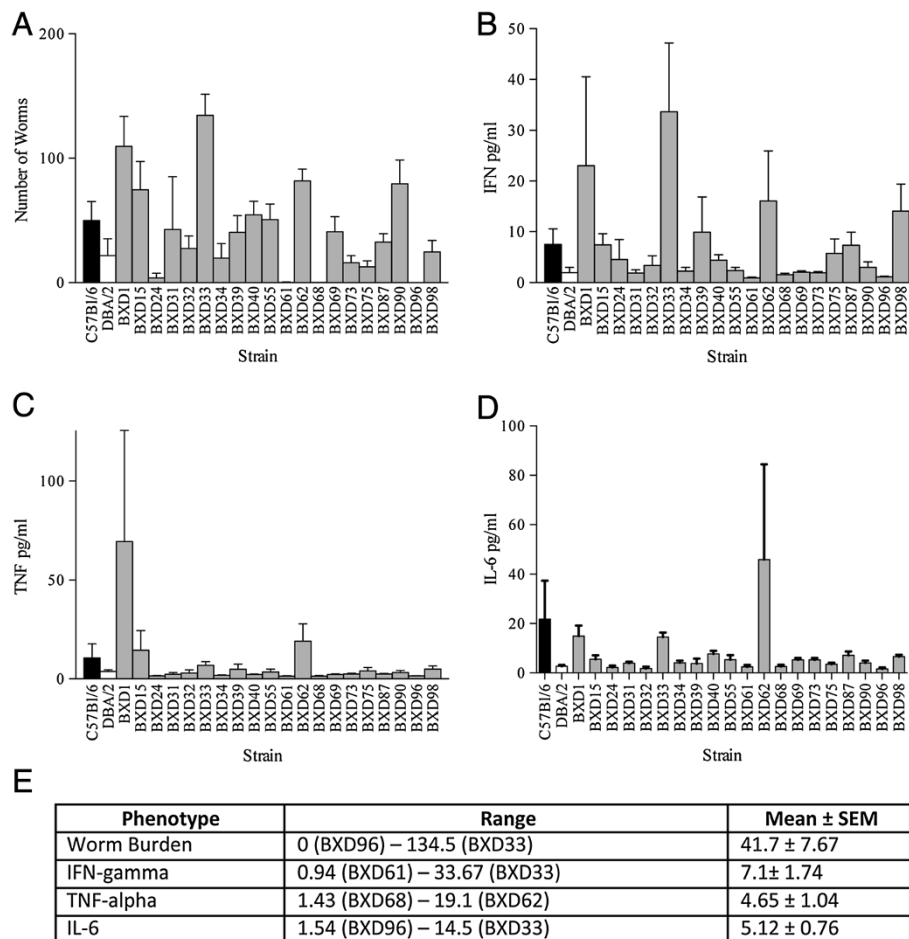 A
Number of Worms
200
100
0
C57Bl/6
DBA/2
BXD1
BXD15
BXD24
BXD31
BXD32
BXD33
BXD34
BXD39
BXD40
BXD55
BXD61
BXD62
BXD68
BXD69
BXD73
BXD75
BXD87
BXD90
BXD96
BXD98
Strain
B
IFN pg/ml
50
40
30
20
10
0
C57Bl/6
DBA/2
BXD1
BXD15
BXD24
BXD31
BXD32
BXD33
BXD34
BXD39
BXD40
BXD55
BXD61
BXD62
BXD68
BXD69
BXD73
BXD75
BXD87
BXD90
BXD96
BXD98
Strain
C
TNF pg/ml
100
50
0
C57Bl/6
DBA/2
BXD1
BXD15
BXD24
BXD31
BXD32
BXD33
BXD34
BXD39
BXD40
BXD55
BXD61
BXD62
BXD68
BXD69
BXD73
BXD75
BXD87
BXD90
BXD96
BXD98
Strain
D
IL-6 pg/ml
100
80
60
40
20
0
C57Bl/6
DBA/2
BXD1
BXD15
BXD24
BXD31
BXD32
BXD33
BXD34
BXD39
BXD40
BXD55
BXD61
BXD62
BXD68
BXD69
BXD73
BXD75
BXD87
BXD90
BXD96
BXD98
Strain
E
Phenotype Range Mean ± SEM
Worm Burden 0 (BXD96) – 134.5 (BXD33) 41.7 ± 7.67
IFN-gamma 0.94 (BXD61) – 33.67 (BXD33) 7.1± 1.74
TNF-alpha 1.43 (BXD68) – 19.1 (BXD62) 4.65 ± 1.04
IL-6 1.54 (BXD96) – 14.5 (BXD33) 5.12 ± 0.76